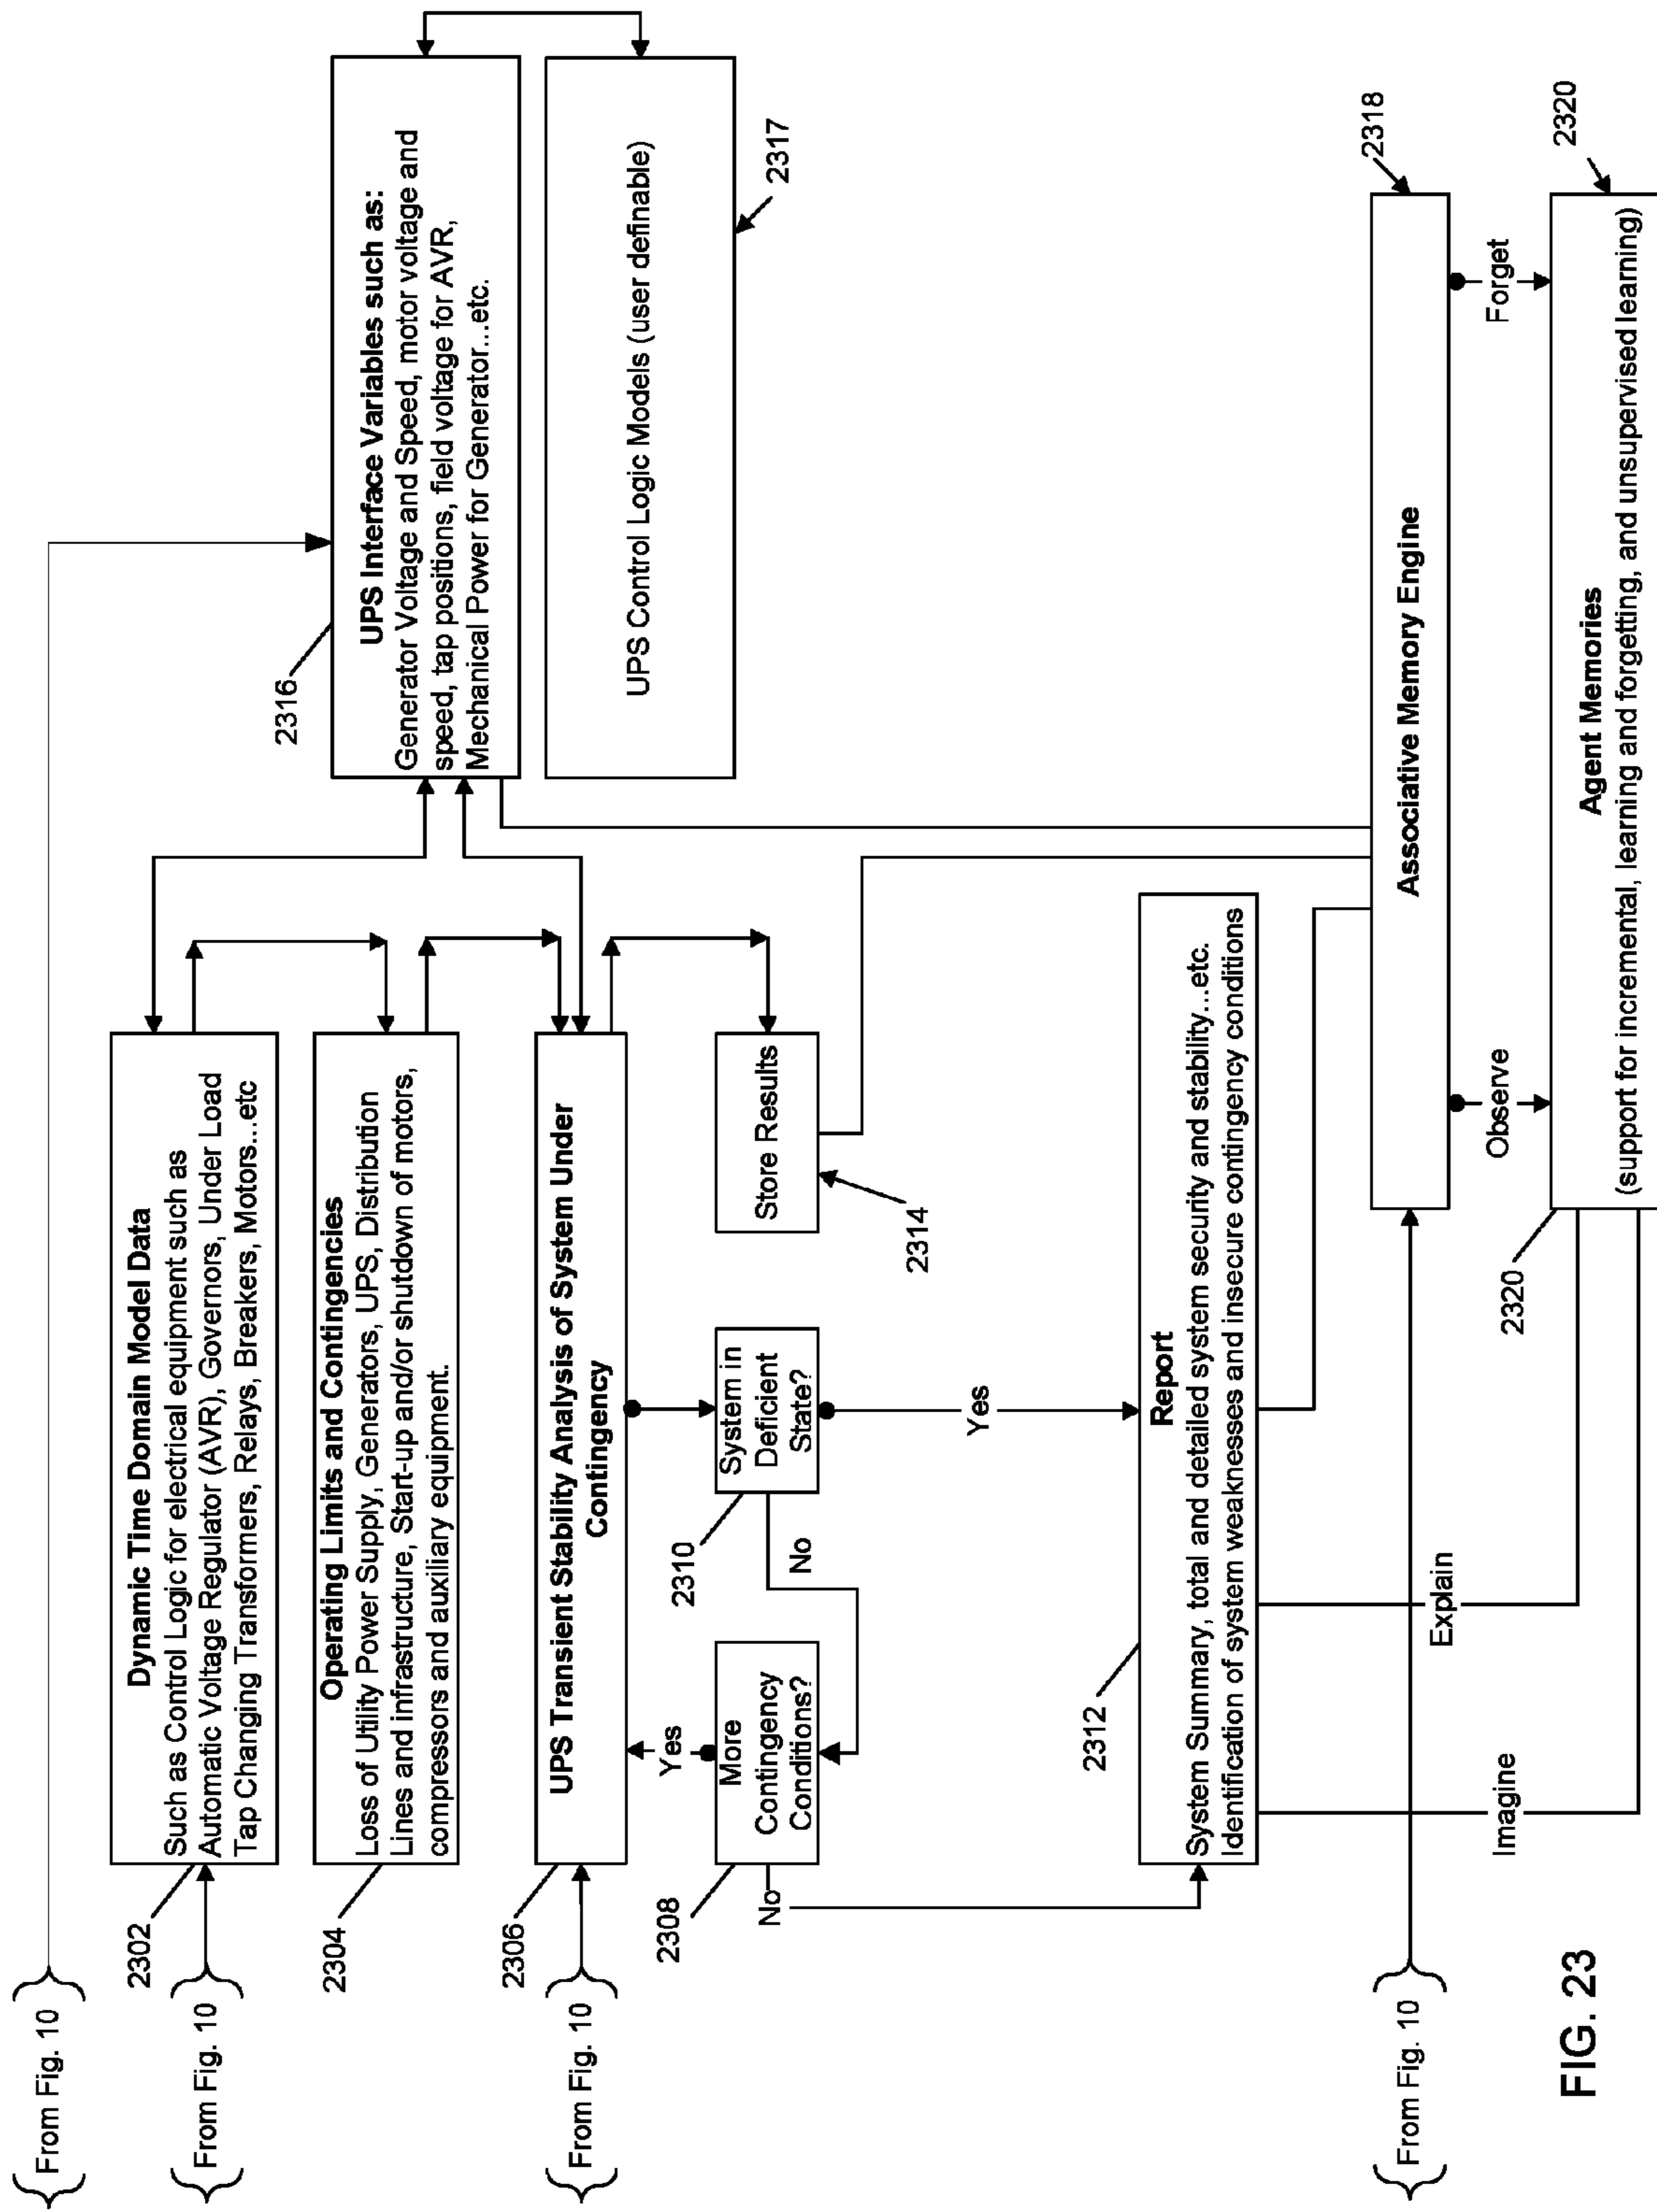 From Fig. 10
From Fig. 10
2302
Dynamic Time Domain Model Data
Such as Control Logic for electrical equipment such as
Automatic Voltage Regulator (AVR), Governors, Under Load
Tap Changing Transformers, Relays, Breakers, Motors...etc
2304
Operating Limits and Contingencies
Loss of Utility Power Supply, Generators, UPS, Distribution
Lines and infrastructure, Start-up and/or shutdown of motors,
compressors and auxiliary equipment.
2316
UPS Interface Variables such as:
Generator Voltage and Speed, motor voltage and
speed, tap positions, field voltage for AVR,
Mechanical Power for Generator...etc.
UPS Control Logic Models (user definable)
2317
From Fig. 10
2306
UPS Transient Stability Analysis of System Under
Contingency
Yes
2308
More
Contingency
Conditions?
No
No
2310
System in
Deficient
State?
Yes
Store Results
2314
2312
Report
System Summary, total and detailed system security and stability...etc.
Identification of system weaknesses and insecure contingency conditions
From Fig. 10
Explain
Imagine
2318
Associative Memory Engine
Observe
Forget
2320
2320
Agent Memories
(support for incremental, learning and forgetting, and unsupervised learning)
FIG. 23